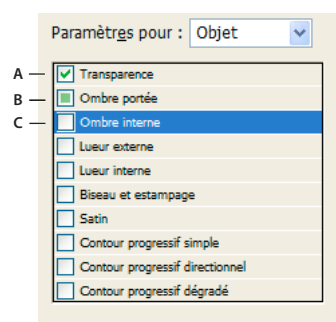 Paramètres pour : Objet
A Transparence
B Ombre portée
C Ombre interne
Lueur externe
Lueur interne
Biseau et estampage
Satin
Contour progressif simple
Contour progressif directionnel
Contour progressif dégradé